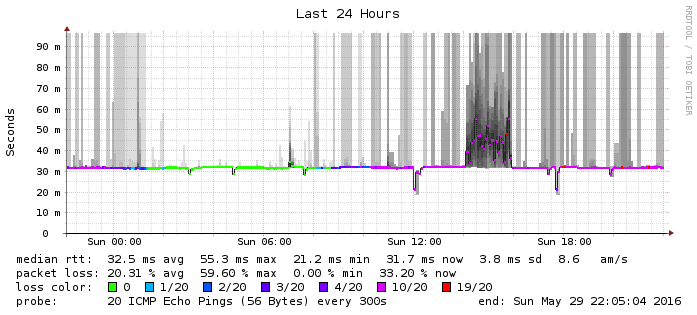 Last 24 Hours
RRDTOOL / TOBI OETIKER
Seconds
90 m
80 m
70 m
60 m
50 m
40 m
30 m
20 m
10 m
0
Sun 00:00 Sun 06:00 Sun 12:00 Sun 18:00
median rtt: 32.5 ms avg 55.3 ms max 21.2 ms min 31.7 ms now 3.8 ms sd 8.6 am/s
packet loss: 20.31 % avg 59.60 % max 0.00 % min 33.20 % now
loss color: 0 1/20 2/20 3/20 4/20 10/20 19/20
probe: 20 ICMP Echo Pings (56 Bytes) every 300s end: Sun May 29 22:05:04 2016